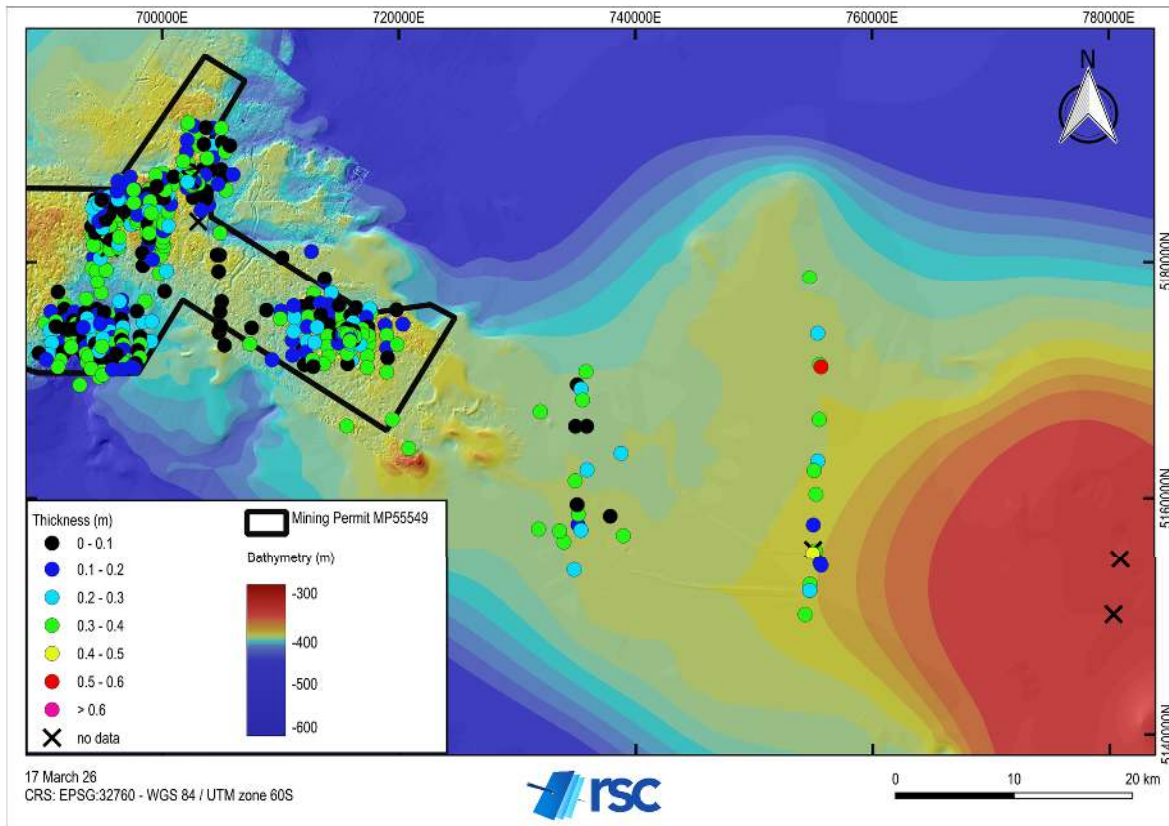 700000E 720000E 740000E 760000E 780000E
N
5180000N
5160000N
5140000N
Thickness (m)
0 - 0.1
0.1 - 0.2
0.2 - 0.3
0.3 - 0.4
0.4 - 0.5
0.5 - 0.6
> 0.6
no data
Mining Permit MP55549
Bathymetry (m)
-300
-400
-500
-600
17 March 26
CRS: EPSG:32760 - WGS 84 / UTM zone 60S
rsc
0 10 20 km